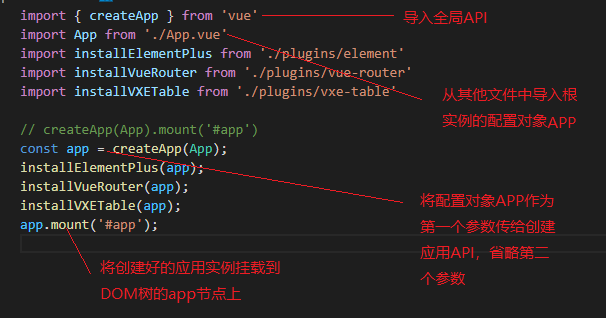 import { createApp } from 'vue'
导入全局API
import App from './App.vue'
import installElementPlus from './plugins/element'
import installVueRouter from './plugins/vue-router'
import installVXETable from './plugins/vxe-table'
从其他文件中导入根
实例的配置对象APP
// createApp(App).mount('#app')
const app = createApp(App);
installElementPlus(app);
installVueRouter(app);
installVXETable(app);
app.mount('#app');
将配置对象APP作为
第一个参数传给创建
应用API，省略第二
个参数
将创建好的应用实例挂载到
DOM树的app节点上